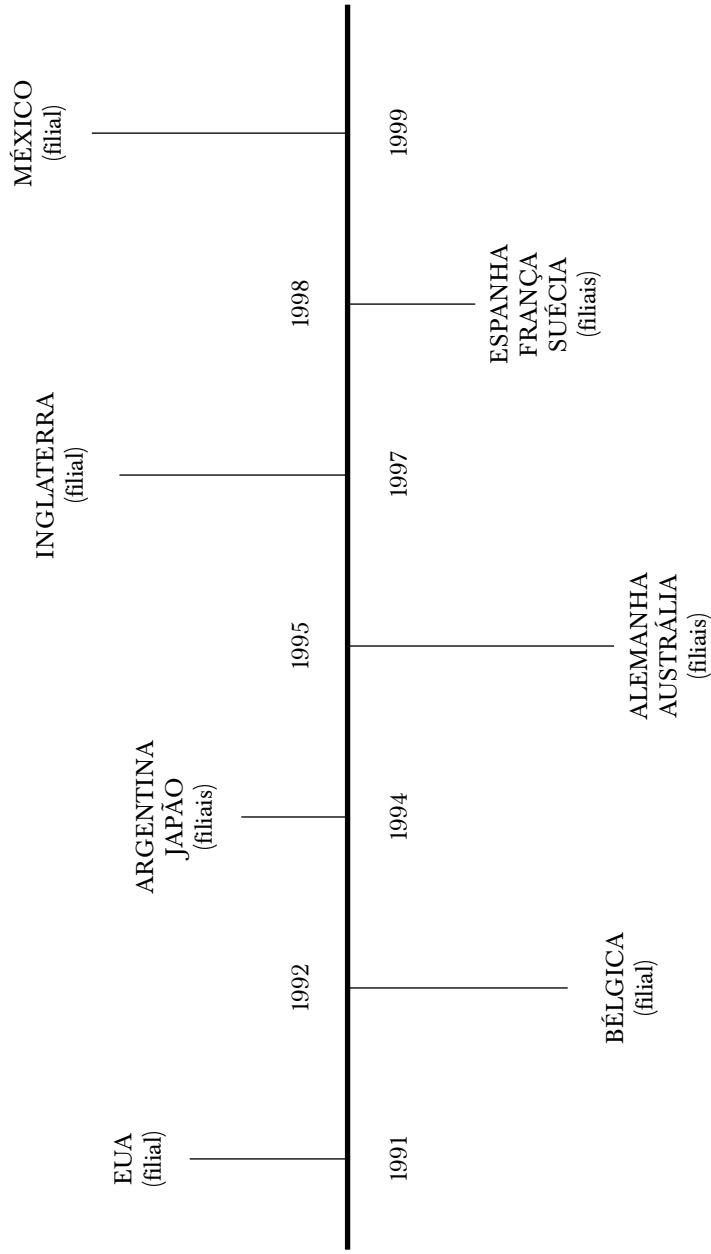 EUA
(filial)
1991
1992
BÉLGICA
(filial)
ARGENTINA
JAPÃO
(filiais)
1994
1995
ALEMANHA
AUSTRÁLIA
(filiais)
INGLATERRA
(filial)
1997
1998
ESPANHA
FRANÇA
SUÉCIA
(filiais)
MÉXICO
(filial)
1999